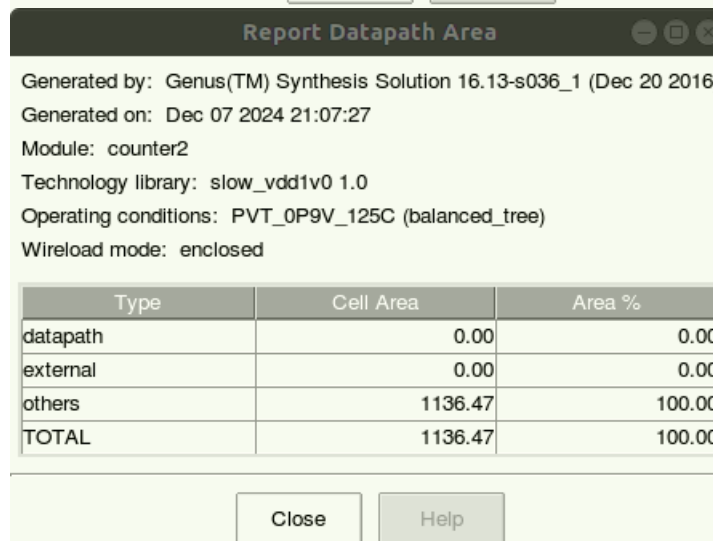 Report Datapath Area
Generated by: Genus(TM) Synthesis Solution 16.13-s036_1 (Dec 20 2016
Generated on: Dec 07 2024 21:07:27
Module: counter2
Technology library: slow_vdd1v0 1.0
Operating conditions: PVT_0P9V_125C (balanced_tree)
Wireload mode: enclosed
Type Cell Area Area %
datapath 0.00 0.00
external 0.00 0.00
others 1136.47 100.00
TOTAL 1136.47 100.00
Close Help